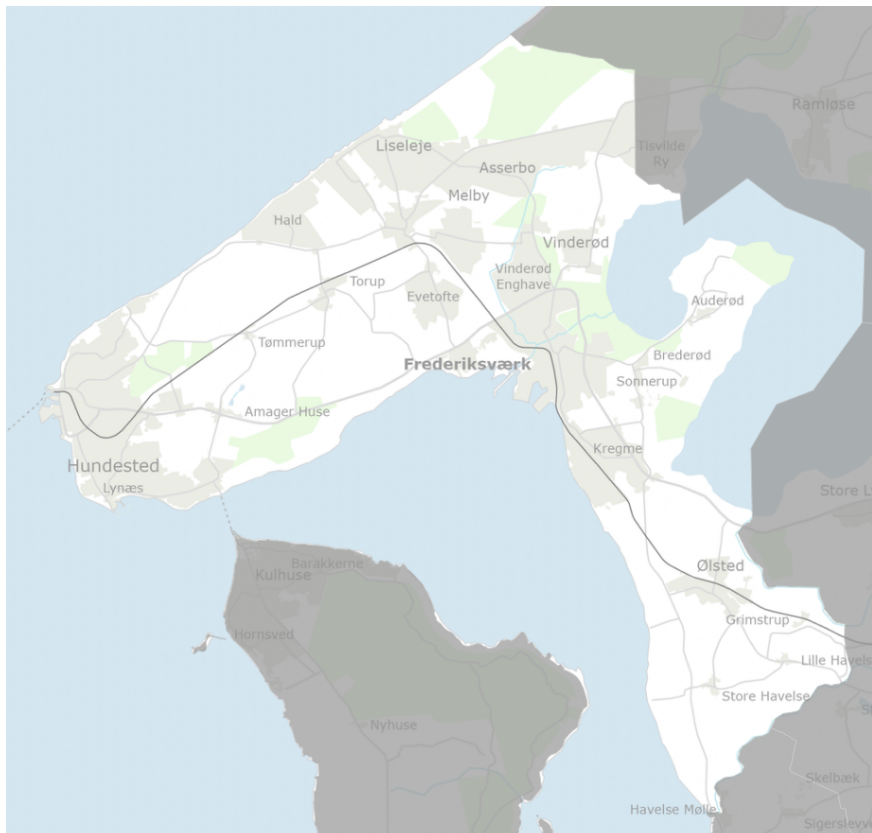 Ramløse
Tisvilde
Ry
Liseleje
Asserbo
Melby
Hald
Vinderød
Vinderød
Enghave
Torup
Evetofte
Auderød
Tømmerup
Brederød
Frederiksværk
Sonnerup
Amager Huse
Kregme
Hundested
Lynæs
Store
Barakkerne
Kulhuse
Ølsted
Grimstrup
Hornsved
Lille Havels
Store Havelse
Nyhuse
Skelbæk
Havelse Mølle
Sigerslevv